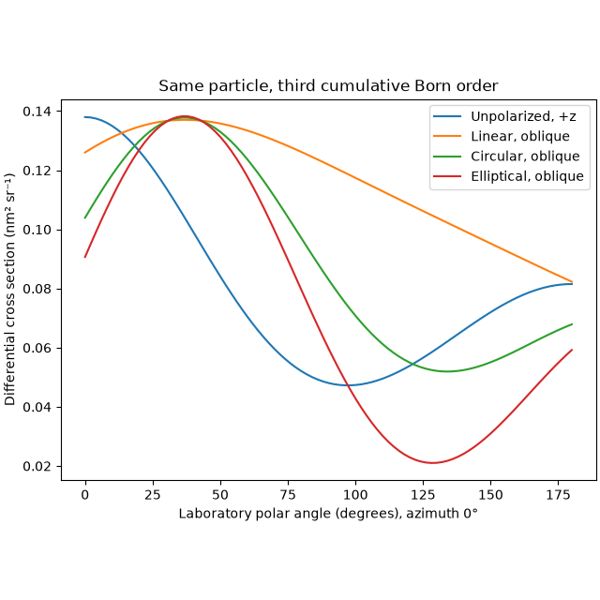 Same particle, third cumulative Born order
Differential cross section (nm² sr⁻¹)
0.14
0.12
0.10
0.08
0.06
0.04
0.02
Unpolarized, +z
Linear, oblique
Circular, oblique
Elliptical, oblique
0 25 50 75 100 125 150 175
Laboratory polar angle (degrees), azimuth 0°